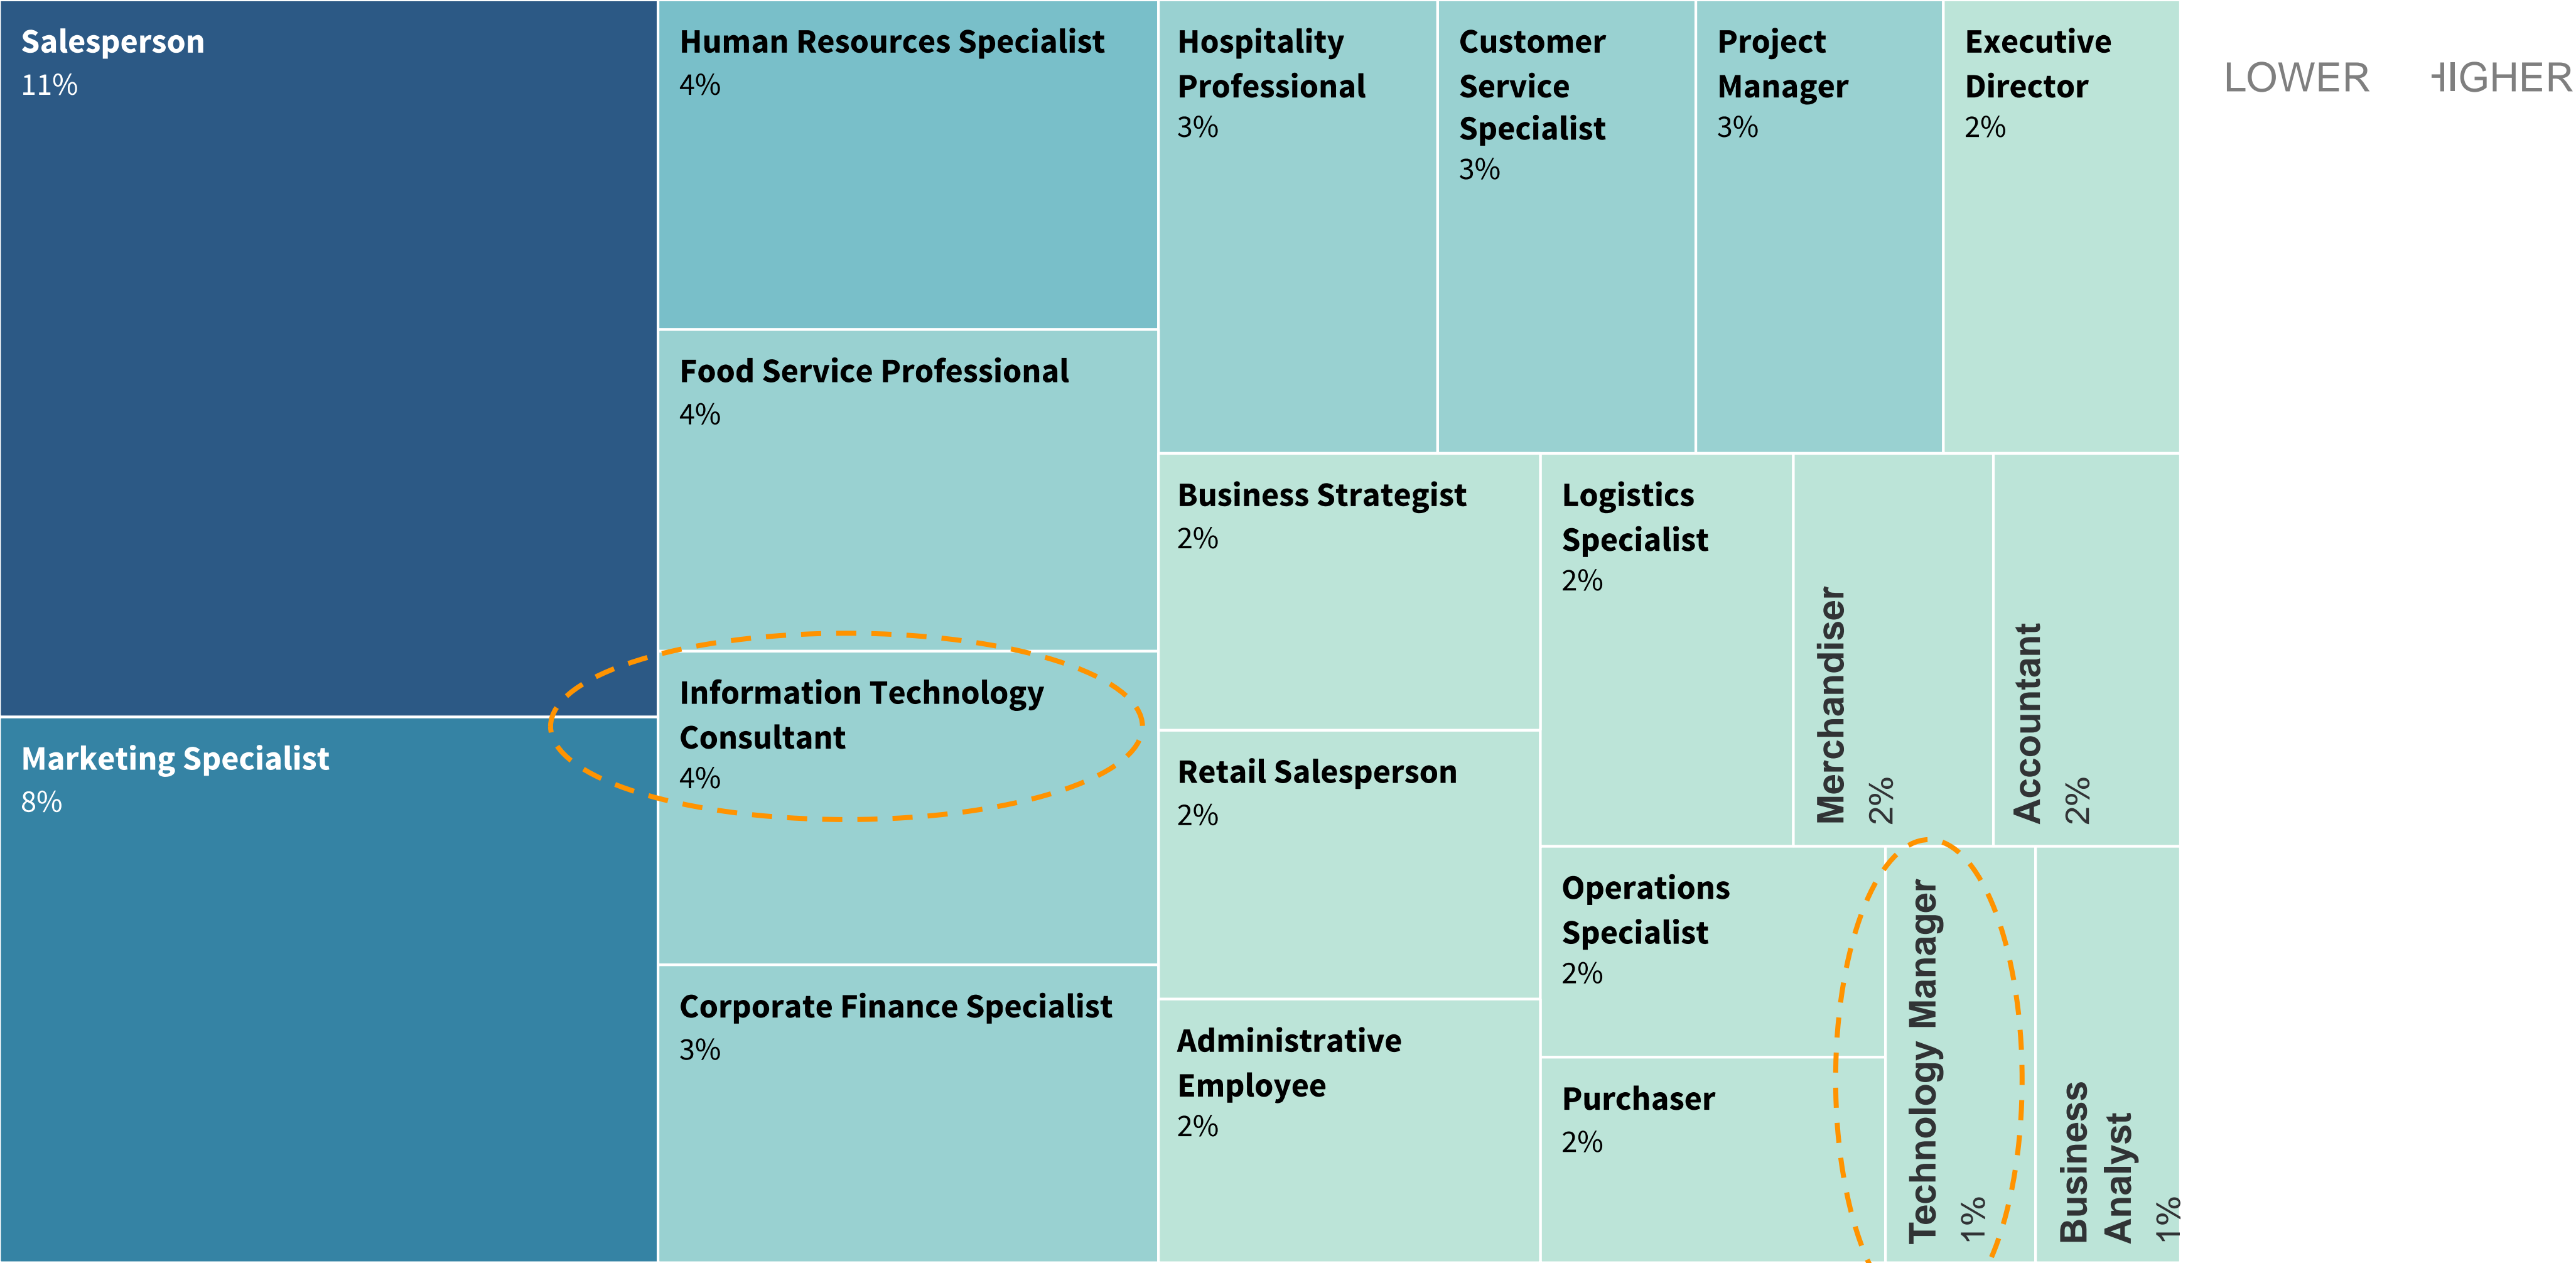 Salesperson
11%
Marketing Specialist
8%
Human Resources Specialist
4%
Food Service Professional
4%
Information Technology
Consultant
4%
Corporate Finance Specialist
3%
Hospitality
Professional
3%
Customer
Service
Specialist
3%
Project
Manager
3%
Executive
Director
2%
Business Strategist
2%
Retail Salesperson
2%
Administrative
Employee
2%
Logistics
Specialist
2%
Merchandiser
2%
Accountant
2%
Operations
Specialist
2%
Purchaser
2%
Technology Manager
1%
Business
Analyst
1%
LOWER
HIGHER